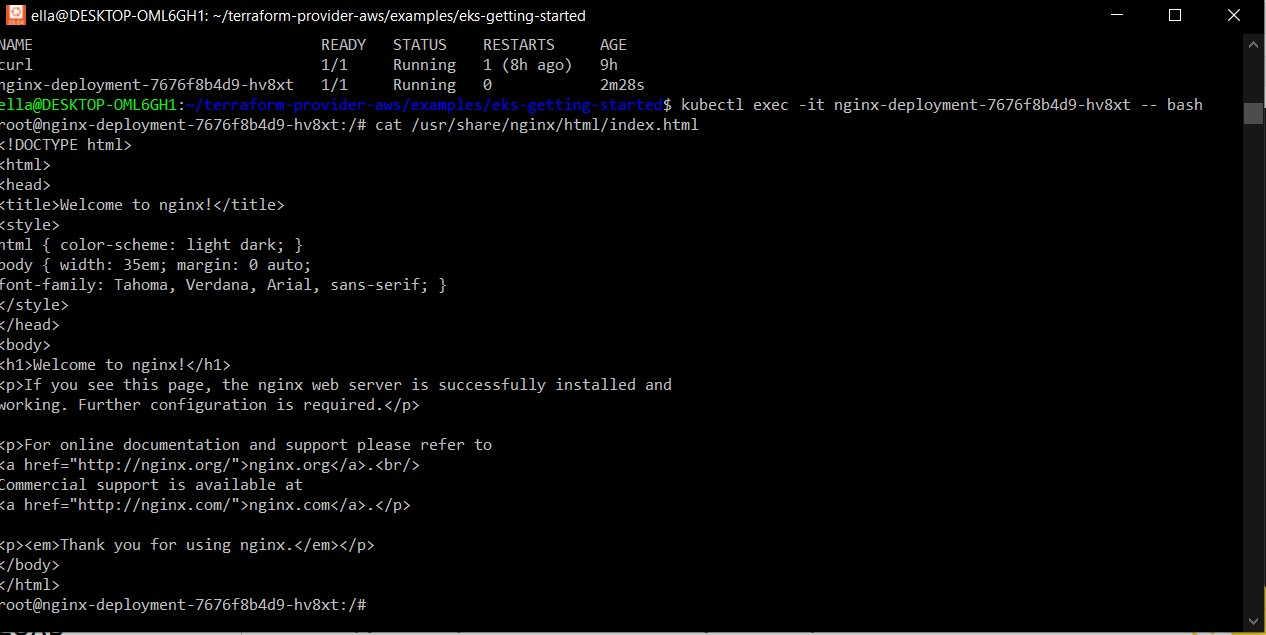 ella@DESKTOP-OML6GH1: ~/terraform-provider-aws/examples/eks-getting-started
NAME READY STATUS RESTARTS AGE
curl 1/1 Running 1 (8h ago) 9h
nginx-deployment-7676f8b4d9-hv8xt 1/1 Running 0 2m28s
ella@DESKTOP-OML6GH1:~/terraform-provider-aws/examples/eks-getting-started$ kubectl exec -it nginx-deployment-7676f8b4d9-hv8xt -- bash
root@nginx-deployment-7676f8b4d9-hv8xt:/# cat /usr/share/nginx/html/index.html
<!DOCTYPE html>
<html>
<head>
<title>Welcome to nginx!</title>
<style>
html { color-scheme: light dark; }
body { width: 35em; margin: 0 auto;
font-family: Tahoma, Verdana, Arial, sans-serif; }
</style>
</head>
<body>
<h1>Welcome to nginx!</h1>
<p>If you see this page, the nginx web server is successfully installed and
working. Further configuration is required.</p>

<p>For online documentation and support please refer to
<a href="http://nginx.org/">nginx.org</a>.<br/>
Commercial support is available at
<a href="http://nginx.com/">nginx.com</a>.</p>

<p><em>Thank you for using nginx.</em></p>
</body>
</html>
root@nginx-deployment-7676f8b4d9-hv8xt:/#